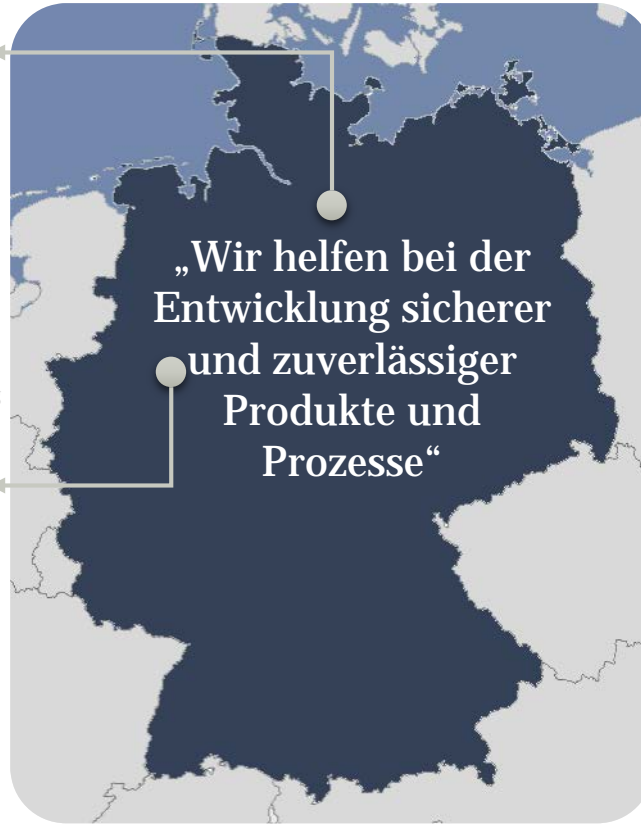 „Wir helfen bei der
Entwicklung sicherer
und zuverlässiger
Produkte und
Prozesse“